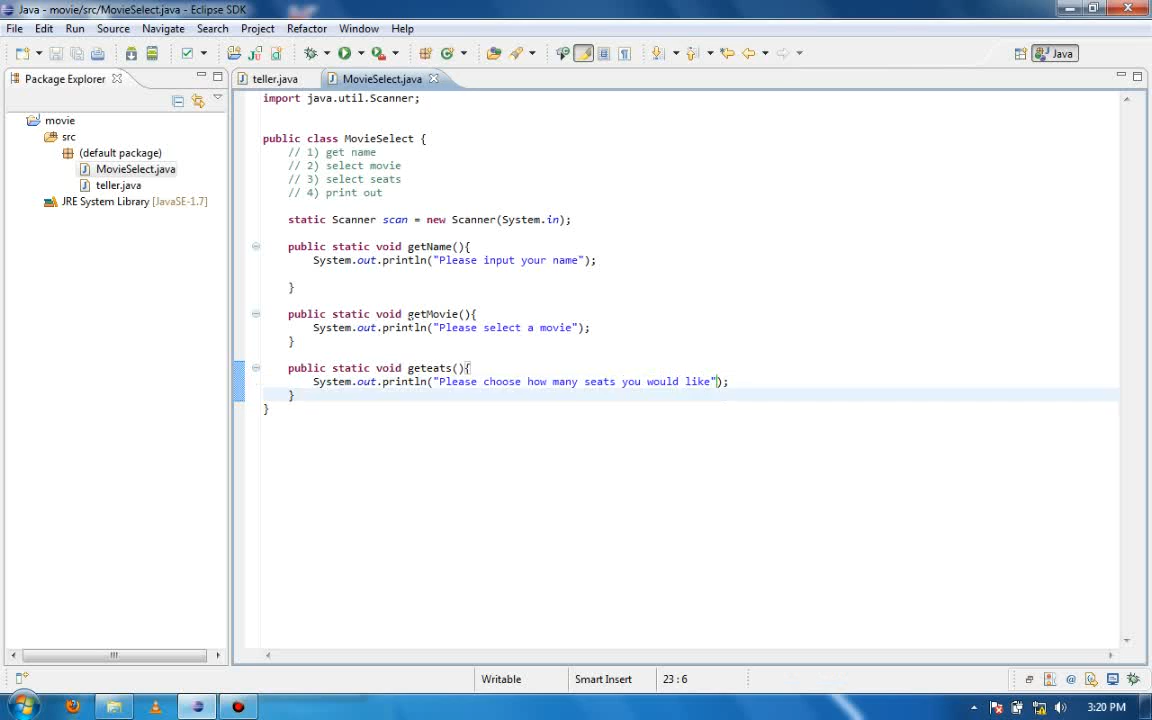 Java - movie/src/MovieSelect.java - Eclipse SDK
File Edit Run Source Navigate Search Project Refactor Window Help
Java
Package Explorer
teller.java
MovieSelect.java
movie
src
(default package)
MovieSelect.java
teller.java
JRE System Library [JavaSE-1.7]
import java.util.Scanner;
public class MovieSelect {
// 1) get name
// 2) select movie
// 3) select seats
// 4) print out
static Scanner scan = new Scanner(System.in);
public static void getName(){
System.out.println("Please input your name");
}
public static void getMovie(){
System.out.println("Please select a movie");
}
public static void geteats(){
System.out.println("Please choose how many seats you would like");
}
}
Writable Smart Insert 23 : 6
3:20 PM